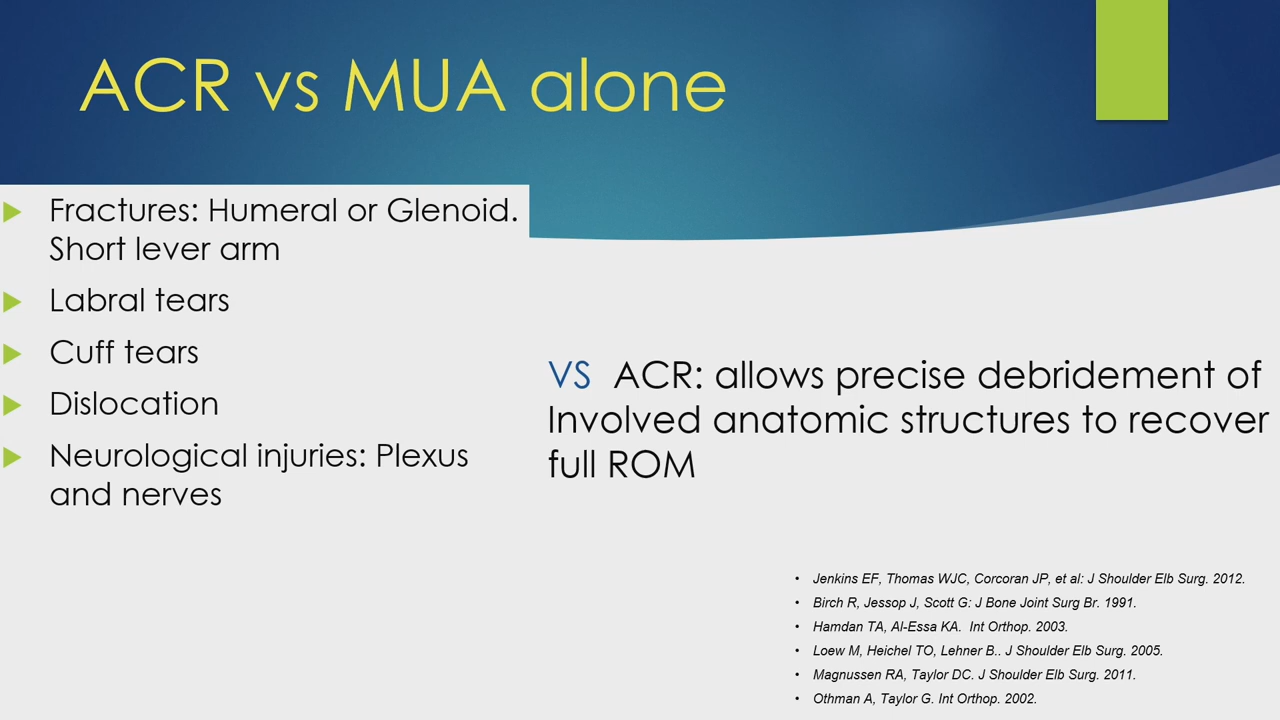 ACR vs MUA alone
Fractures: Humeral or Glenoid.
Short lever arm
Labral tears
Cuff tears
Dislocation
Neurological injuries: Plexus
and nerves
VS ACR: allows precise debridement of
Involved anatomic structures to recover
full ROM
• Jenkins EF, Thomas WJC, Corcoran JP, et al: J Shoulder Elb Surg. 2012.
• Birch R, Jessop J, Scott G: J Bone Joint Surg Br. 1991.
• Hamdan TA, Al-Essa KA. Int Orthop. 2003.
• Loew M, Heichel TO, Lehner B.. J Shoulder Elb Surg. 2005.
• Magnussen RA, Taylor DC. J Shoulder Elb Surg. 2011.
• Othman A, Taylor G. Int Orthop. 2002.